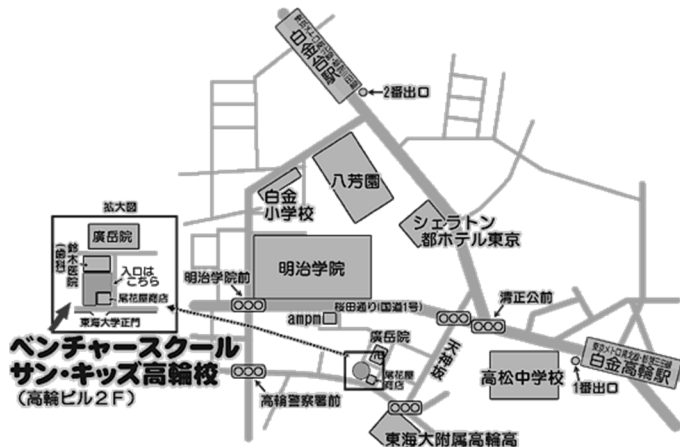 白金台駅
2番出口
八芳園
白金
小学校
シェラトン
都ホテル東京
拡大図
廣岳院
鈴木医院
(歯科)
入口は
こちら
尾花屋商店
東海大学正門
明治学院前
明治学院
桜田通り(国道1号)
清正公前
ampm
廣岳院
天神坂
尾花屋
商店
高松中学校
白金高輪駅
1番出口
ベンチャースクール
サン・キッズ高輪校
(高輪ビル2F)
高輪警察署前
東海大附属高輪高